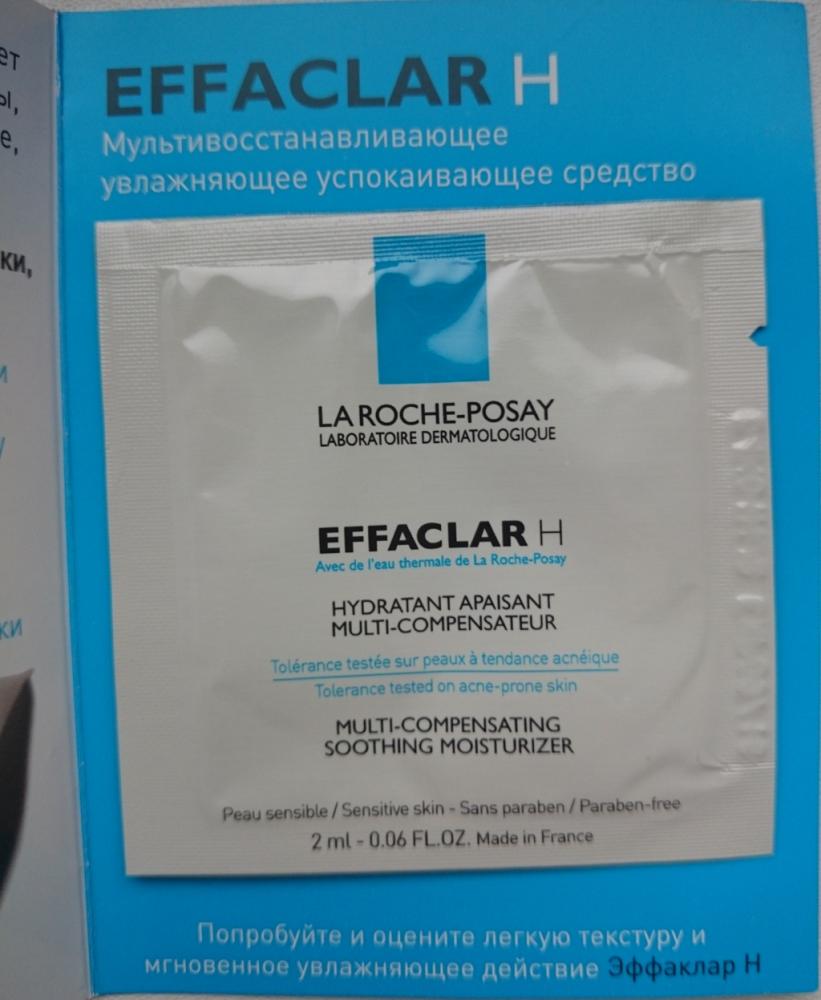 ет
ы,
е,
ки,
и
у
ки
EFFACLAR H
Мультивосстанавливающее
увлажняющее успокаивающее средство
LA ROCHE-POSAY
LABORATOIRE DERMATOLOGIQUE
EFFACLAR H
Avec de l'eau thermale de La Roche-Posay
HYDRATANT APAISANT
MULTI-COMPENSATEUR
Tolérance testée sur peaux à tendance acnéique
Tolerance tested on acne-prone skin
MULTI-COMPENSATING
SOOTHING MOISTURIZER
Peau sensible / Sensitive skin - Sans paraben / Paraben-free
2 ml - 0.06 FL.OZ. Made in France
Попробуйте и оцените легкую текстуру и
мгновенное увлажняющее действие Эффаклар Н